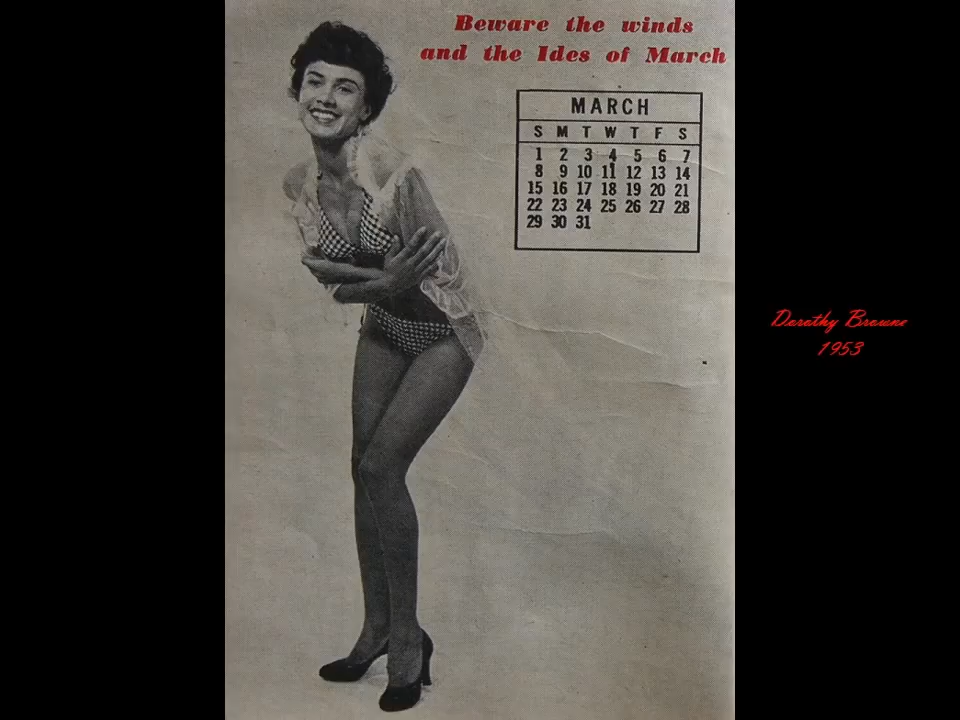 Beware the winds
and the Ides of March
MARCH
S M T W T F S
1 2 3 4 5 6 7
8 9 10 11 12 13 14
15 16 17 18 19 20 21
22 23 24 25 26 27 28
29 30 31
Dorothy Browne
1953